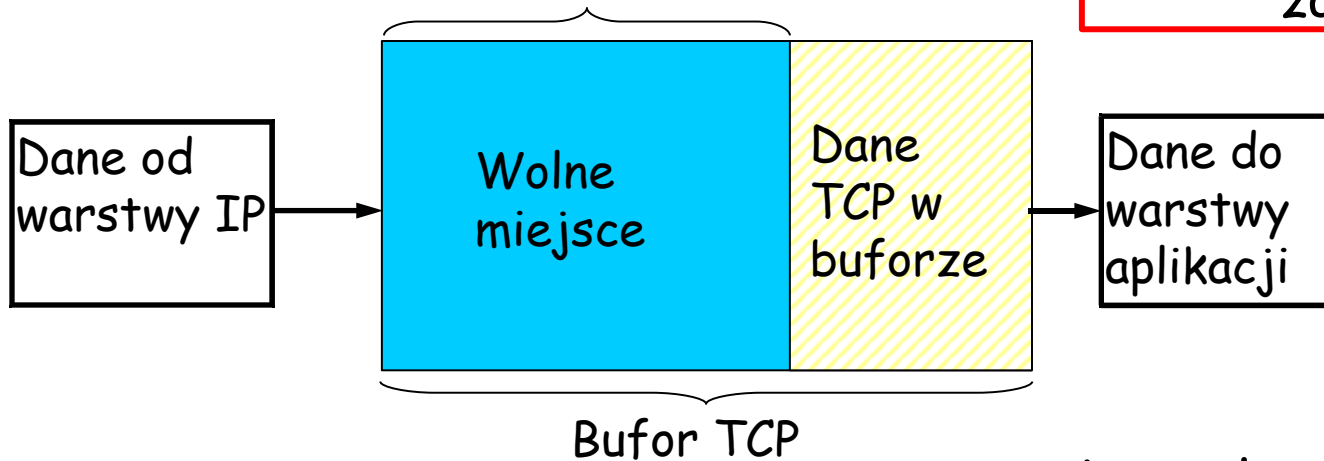 Dane od
warstwy IP
Wolne
miejsce
Dane
TCP w
buforze
Dane do
warstwy
aplikacji
Bufor TCP